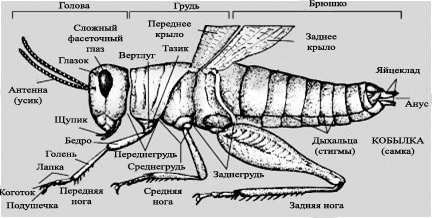 Голова
Грудь
Брюшко
Сложный
фасеточный
глаз
Глазок
Вертлуг
Тазик
Переднее
крыло
Заднее
крыло
Антенна
(усик)
Щупик
Бедро
Голень
Лапка
Коготок
Подушечка
Передняя
нога
Переднегрудь
Среднегрудь
Средняя
нога
Заднегрудь
Задняя нога
Яйцеклад
Анус
Дыхальца
(стигмы)
КОБЫЛКА
(самка)